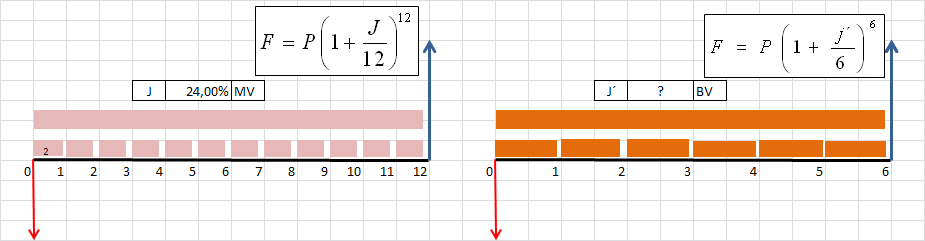 F = P(1 + J/12)^12
F = P(1 + j´/6)^6
J 24,00% MV
J´ ? BV
2
0 1 2 3 4 5 6 7 8 9 10 11 12
0 1 2 3 4 5 6